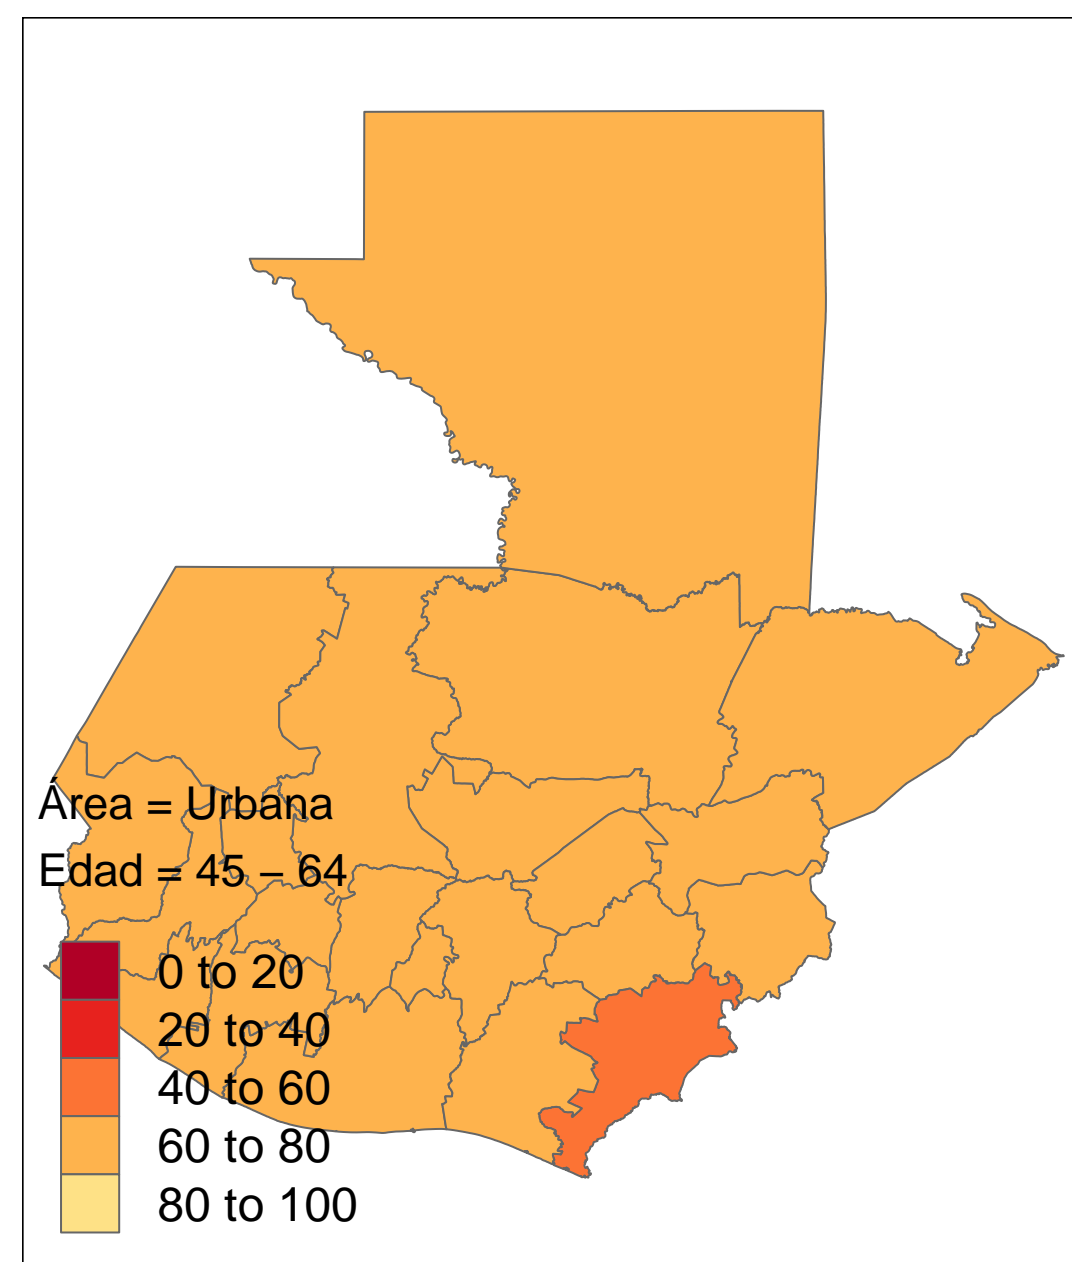 Área = Urbana
Edad = 45 – 64
0 to 20
20 to 40
40 to 60
60 to 80
80 to 100